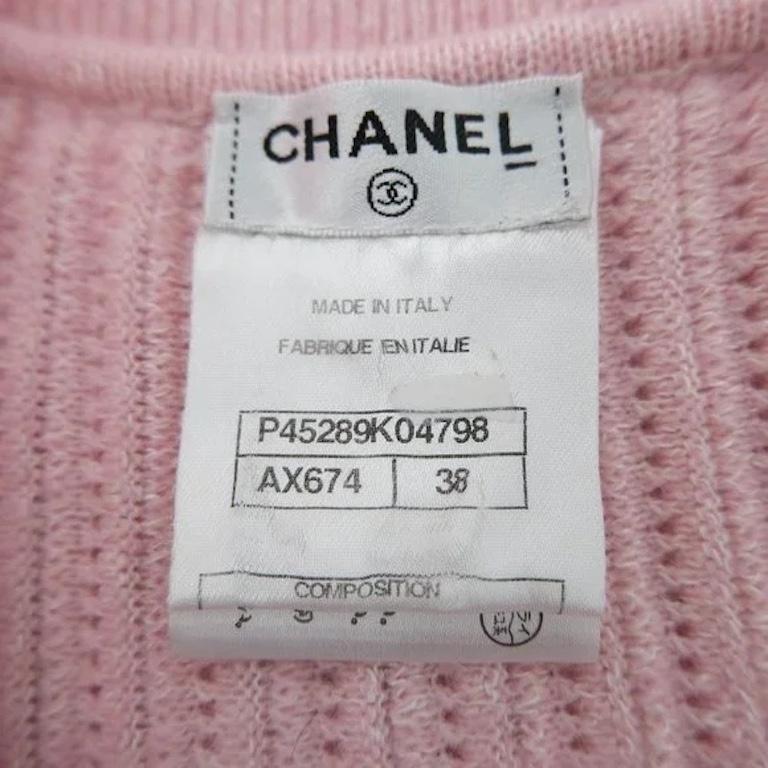 CHANEL
MADE IN ITALY
FABRIQUE EN ITALIE
P45289K04798
AX674 38
COMPOSITION